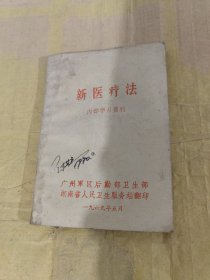 新医疗法
内部学习资料
广州军区后勤部卫生部
湖南省人民卫生服务站翻印
一九六九年五月